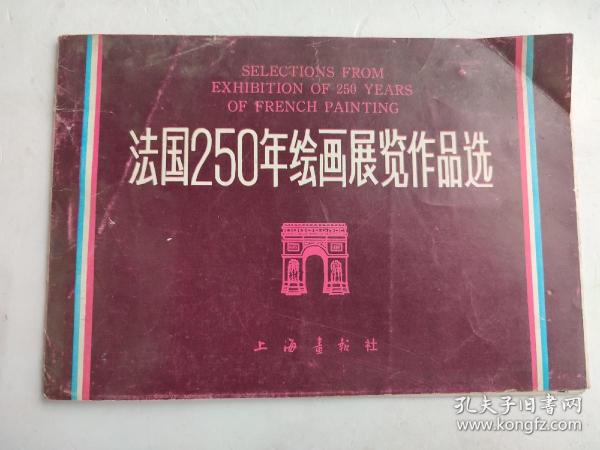 SELECTIONS FROM
EXHIBITION OF 250 YEARS
OF FRENCH PAINTING
法国250年绘画展览作品选
上海画报社
孔夫子旧书网
www.kongfz.com